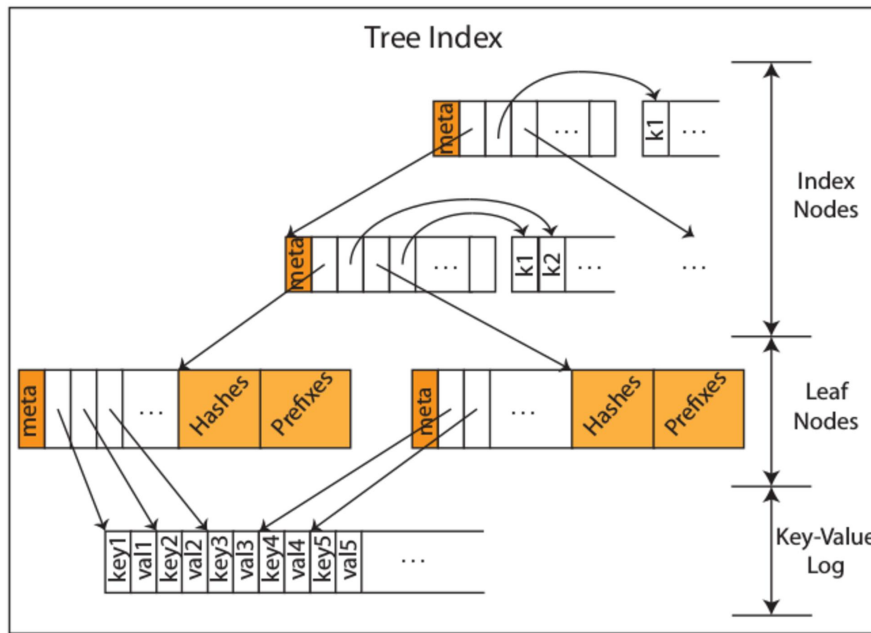 Tree Index
meta ... k1 ...
Index
Nodes
meta ... k1 k2 ... ...
meta ... Hashes Prefixes meta ... Hashes Prefixes
Leaf
Nodes
key1 val1 key2 val2 key3 val3 key4 val4 key5 val5 ...
Key-Value
Log